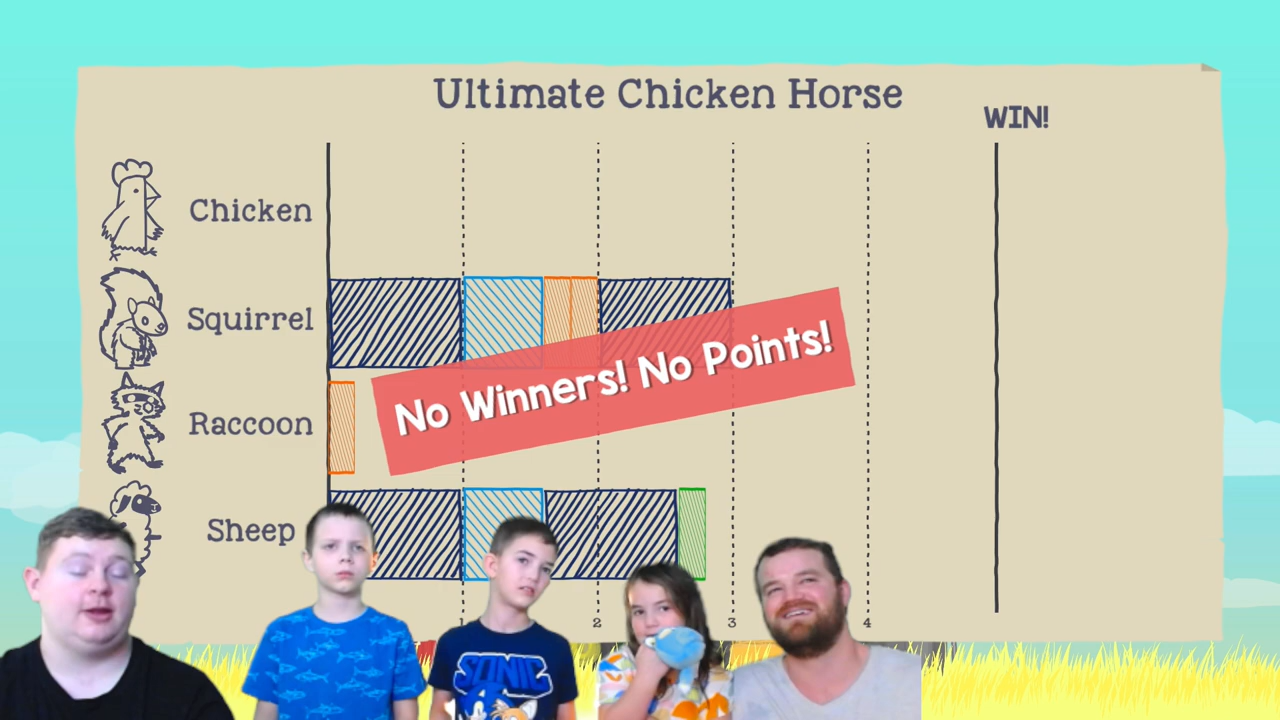 Ultimate Chicken Horse
WIN!
Chicken
Squirrel
No Winners! No Points!
Raccoon
Sheep
1
2
3
4
SONIC